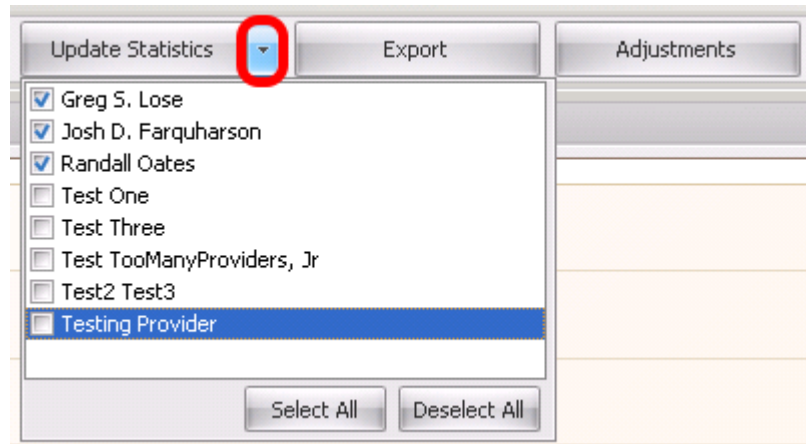 Update Statistics
Export
Adjustments
Greg S. Lose
Josh D. Farquharson
Randall Oates
Test One
Test Three
Test TooManyProviders, Jr
Test2 Test3
Testing Provider
Select All
Deselect All